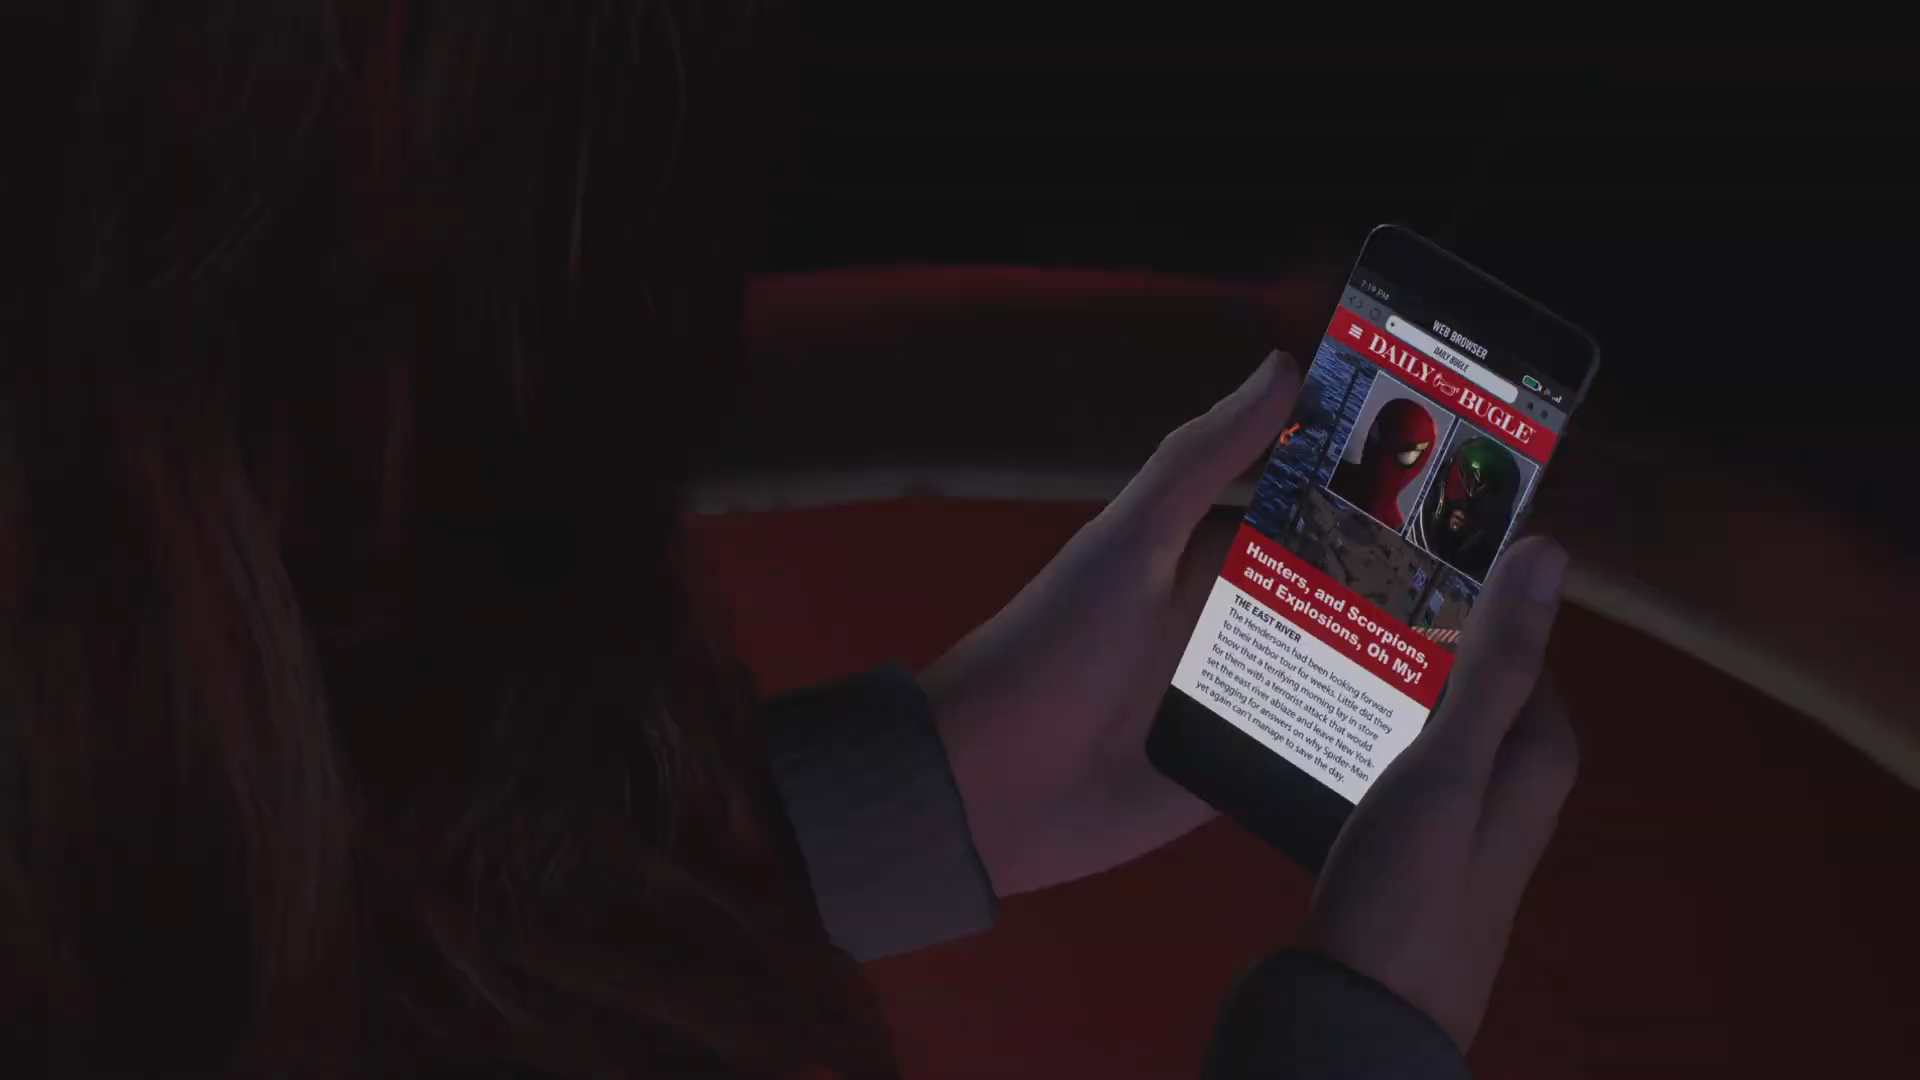 7:19 PM
WEB BROWSER
DAILY BUGLE
DAILY BUGLE
Hunters, and Scorpions,
and Explosions, Oh My!
THE EAST RIVER
The Hendersons had been looking forward
to their harbor tour for weeks. Little did they
know that a terrifying morning lay in store
for them with a terrorist attack that would
set the east river ablaze and leave New York-
ers begging for answers on why Spider-Man
yet again can't manage to save the day.